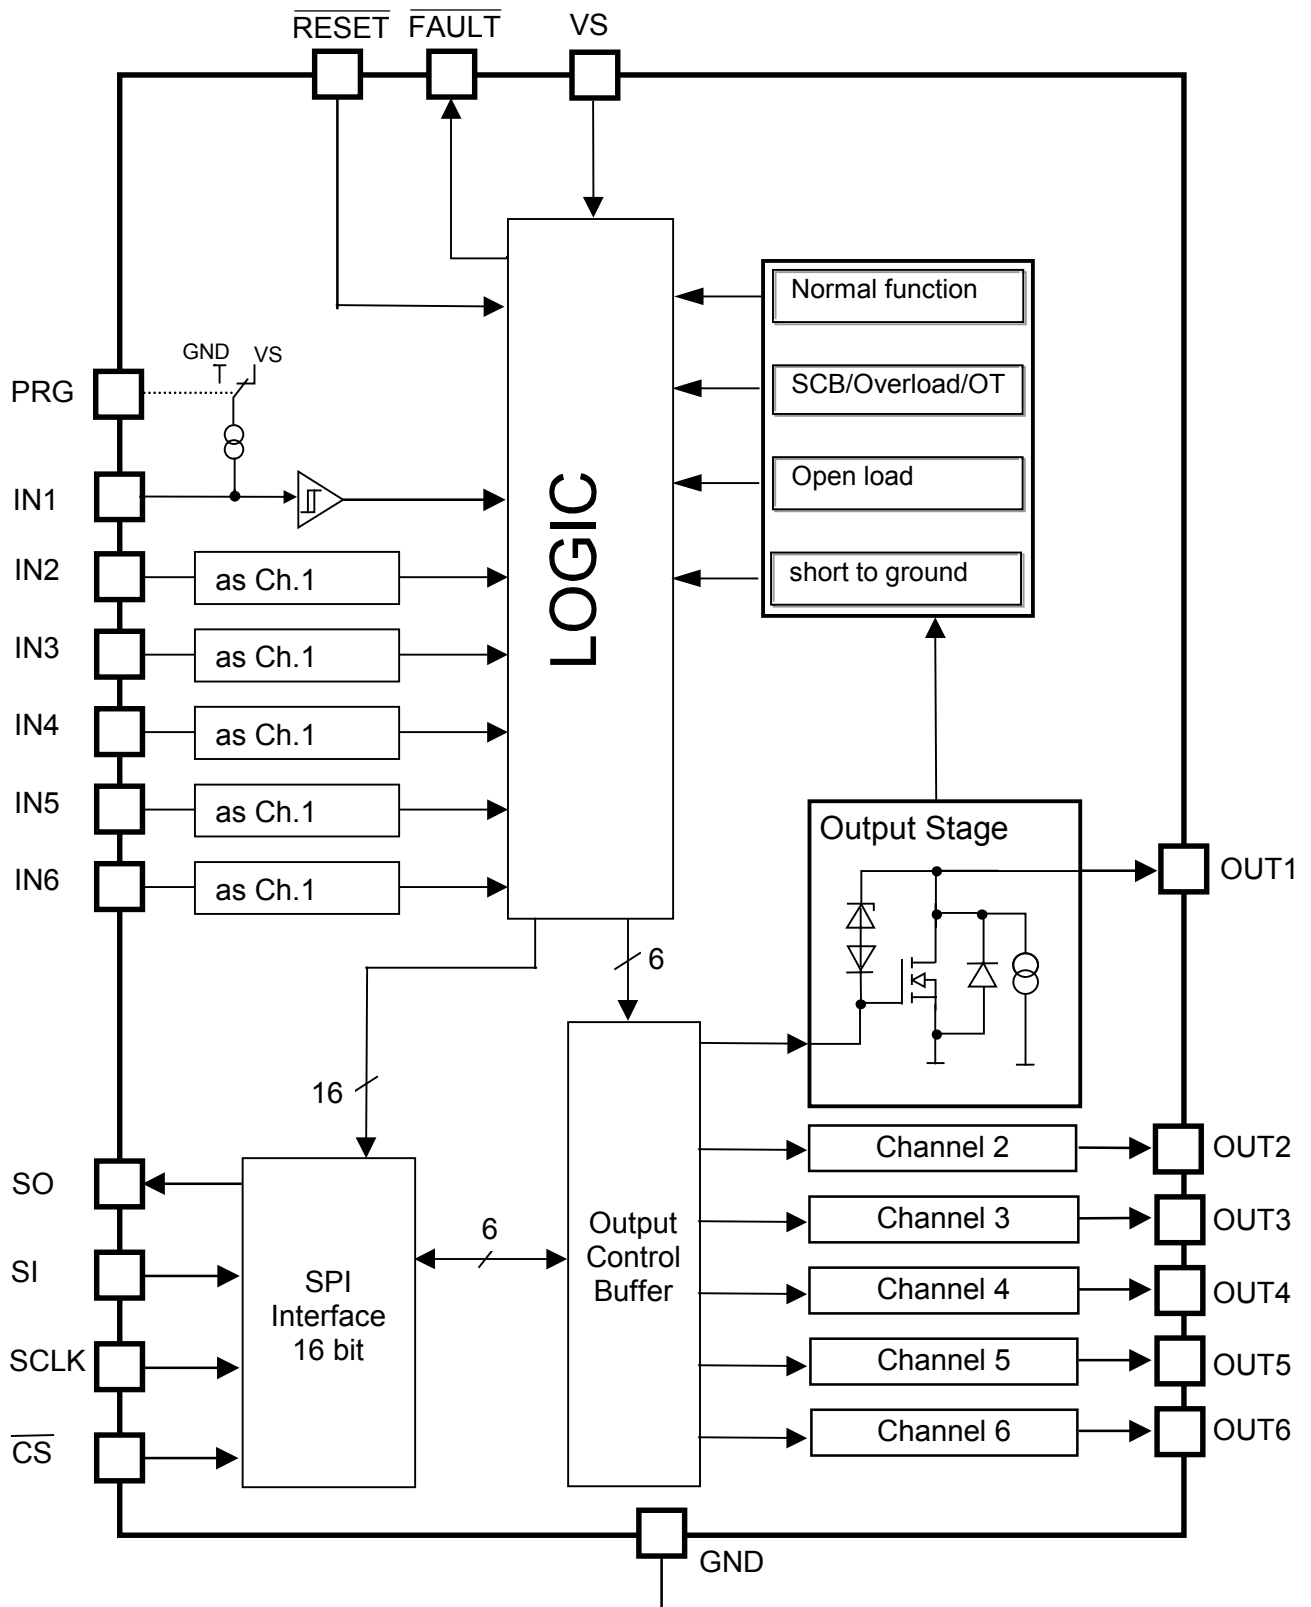 RESET FAULT VS
GND VS
PRG
IN1
IN2 as Ch.1
IN3 as Ch.1
IN4 as Ch.1
IN5 as Ch.1
IN6 as Ch.1
LOGIC
Normal function
SCB/Overload/OT
Open load
short to ground
Output Stage
OUT1
6
16
SO
SI
SCLK
CS
SPI
Interface
16 bit
6
Output
Control
Buffer
Channel 2 OUT2
Channel 3 OUT3
Channel 4 OUT4
Channel 5 OUT5
Channel 6 OUT6
GND